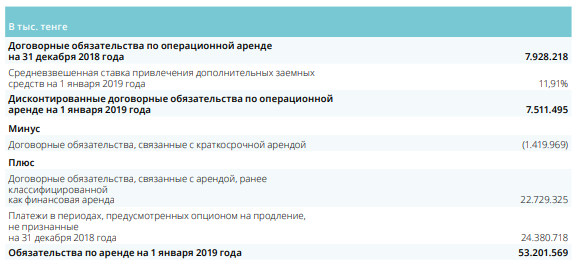 В тыс. тенге
Договорные обязательства по операционной аренде
на 31 декабря 2018 года 7.928.218
Средневзвешенная ставка привлечения дополнительных заемных
средств на 1 января 2019 года 11,91%
Дисконтированные договорные обязательства по операционной
аренде на 1 января 2019 года 7.511.495
Минус
Договорные обязательства, связанные с краткосрочной арендой (1.419.969)
Плюс
Договорные обязательства, связанные с арендой, ранее
классифицированной
как финансовая аренда 22.729.325
Платежи в периодах, предусмотренных опционом на продление,
не признанные
на 31 декабря 2018 года 24.380.718
Обязательства по аренде на 1 января 2019 года 53.201.569